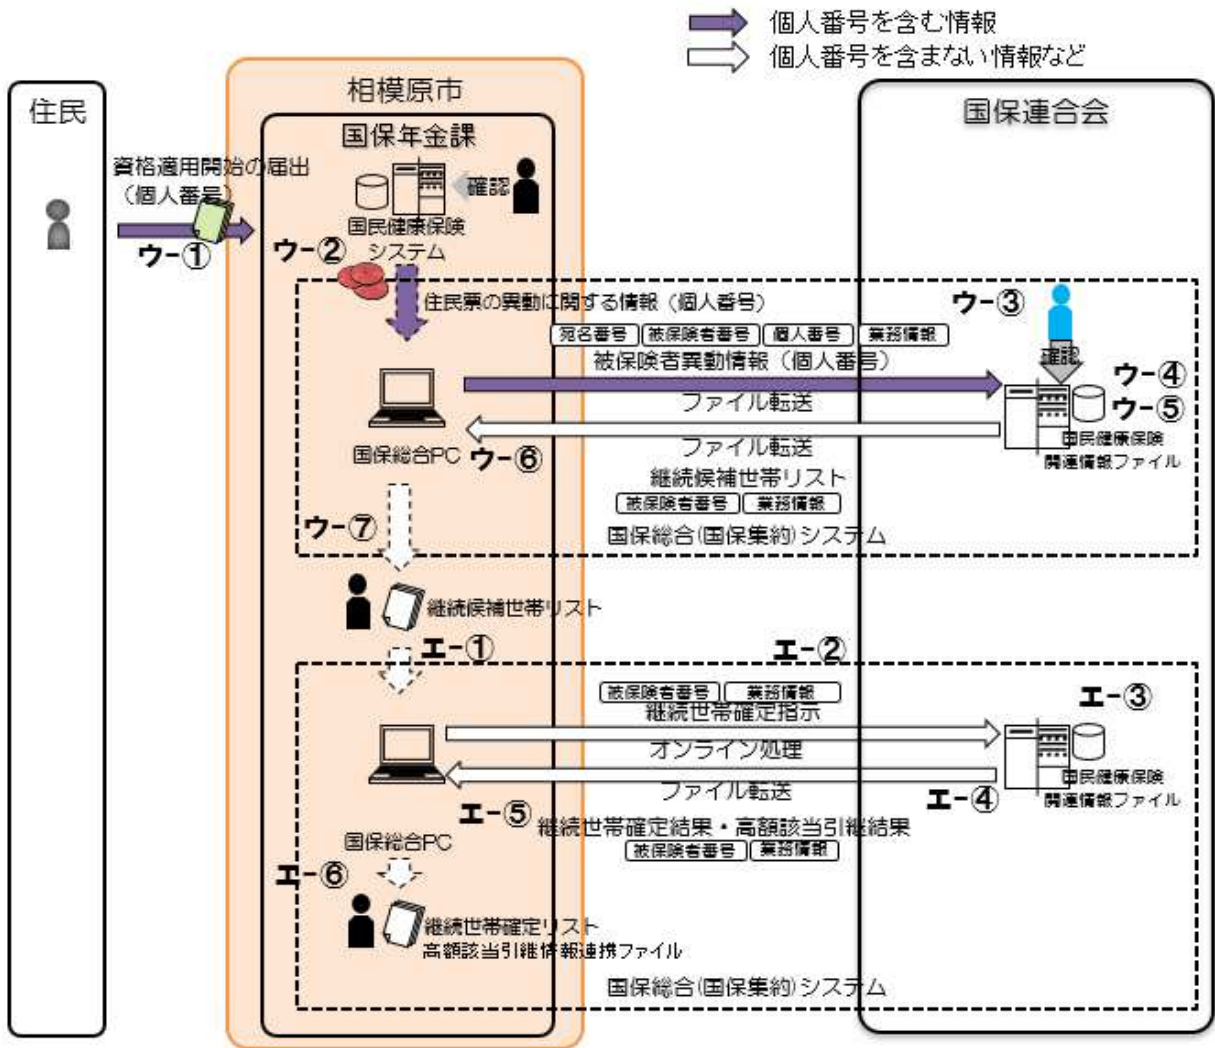 個人番号を含む情報
個人番号を含まない情報など
住民
相模原市
国保連合会
国保年金課
資格適用開始の届出
（個人番号）
確認
国民健康保険
システム
ウ-①
ウ-②
住民票の異動に関する情報（個人番号）
ウ-③
宛名番号 被保険者番号 個人番号 業務情報
被保険者異動情報（個人番号）
確認
ファイル転送
ウ-④
ウ-⑤
ファイル転送
国保総合PC
ウ-⑥
国民健康保険
関連情報ファイル
継続候補世帯リスト
被保険者番号 業務情報
ウ-⑦
国保総合(国保集約)システム
継続候補世帯リスト
エ-①
エ-②
被保険者番号 業務情報
継続世帯確定指示
エ-③
オンライン処理
国民健康保険
関連情報ファイル
ファイル転送
エ-④
エ-⑤
継続世帯確定結果・高額該当引継結果
国保総合PC
被保険者番号 業務情報
エ-⑥
継続世帯確定リスト
高額該当引継情報連携ファイル
国保総合(国保集約)システム